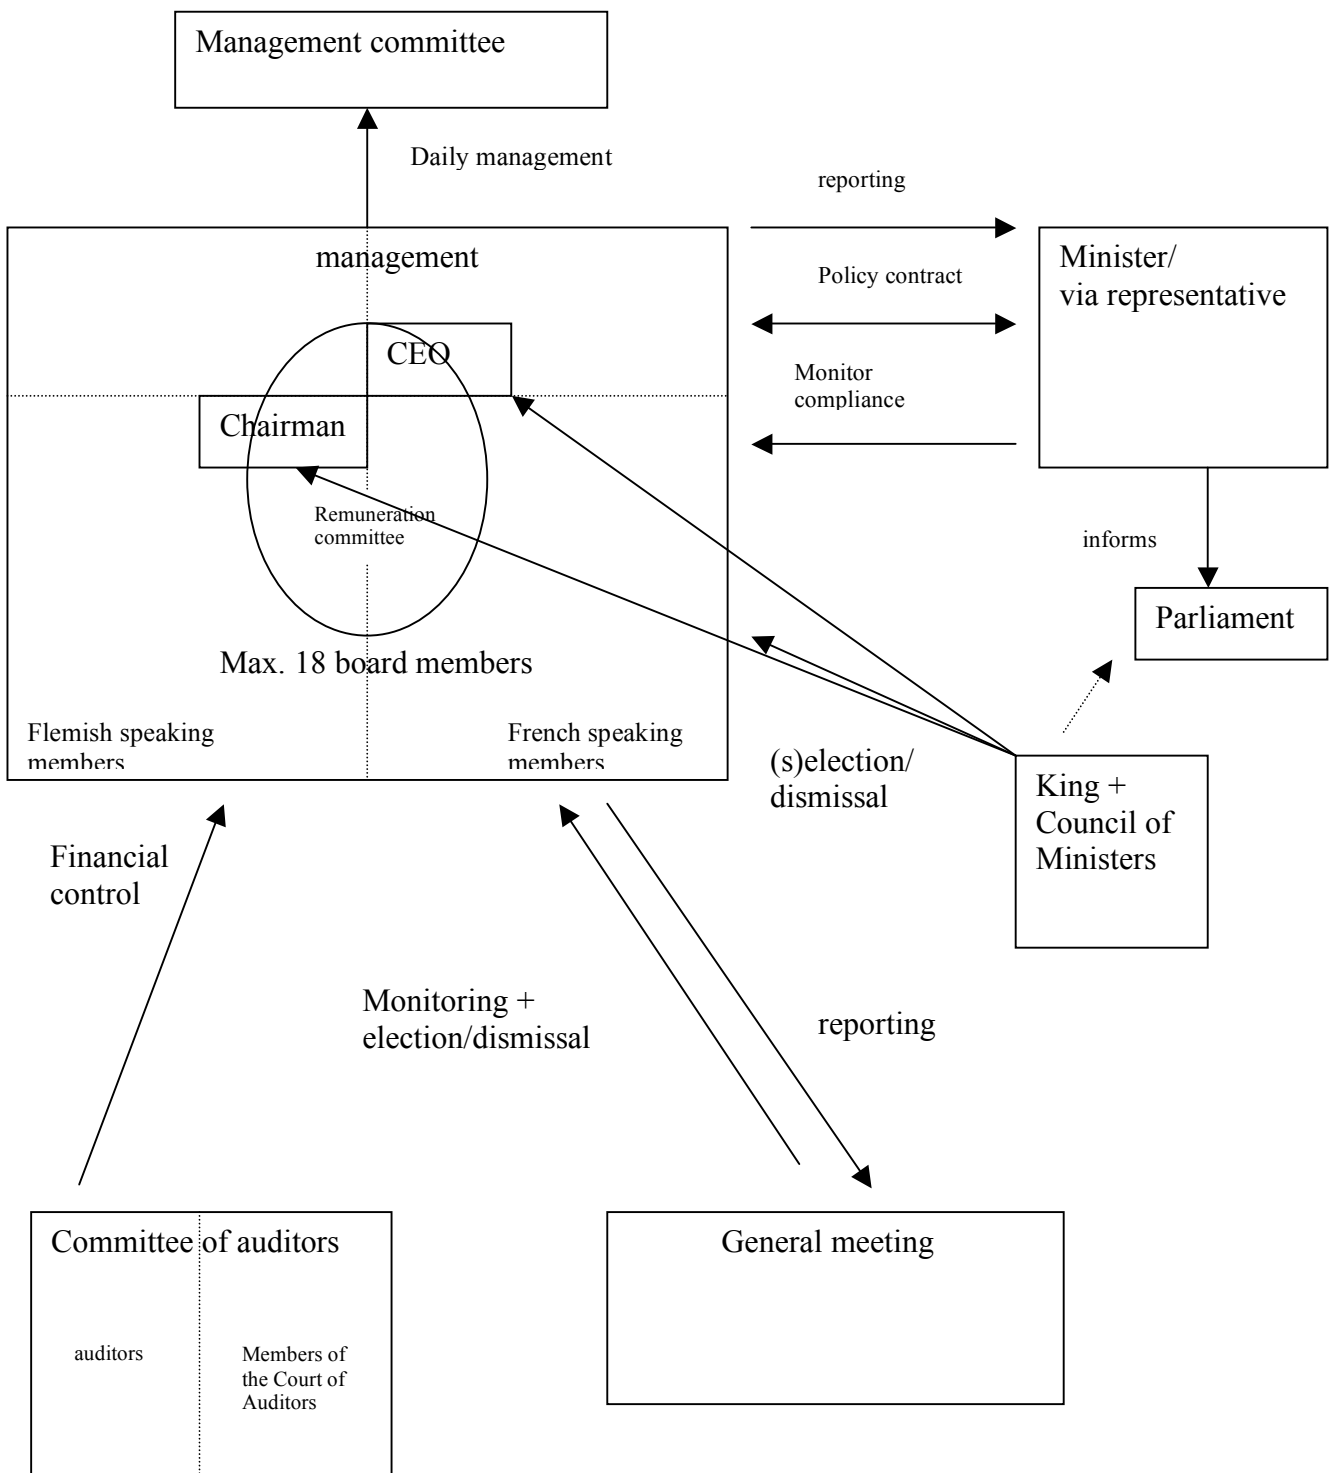 Management committee
Daily management
reporting
management
Minister/
via representative
Policy contract
CEO
Monitor
compliance
Chairman
Remuneration
committee
informs
Parliament
Max. 18 board members
Flemish speaking
members
French speaking
members
(s)election/
dismissal
King +
Council of
Ministers
Financial
control
Monitoring +
election/dismissal
reporting
Committee of auditors
General meeting
auditors
Members of
the Court of
Auditors